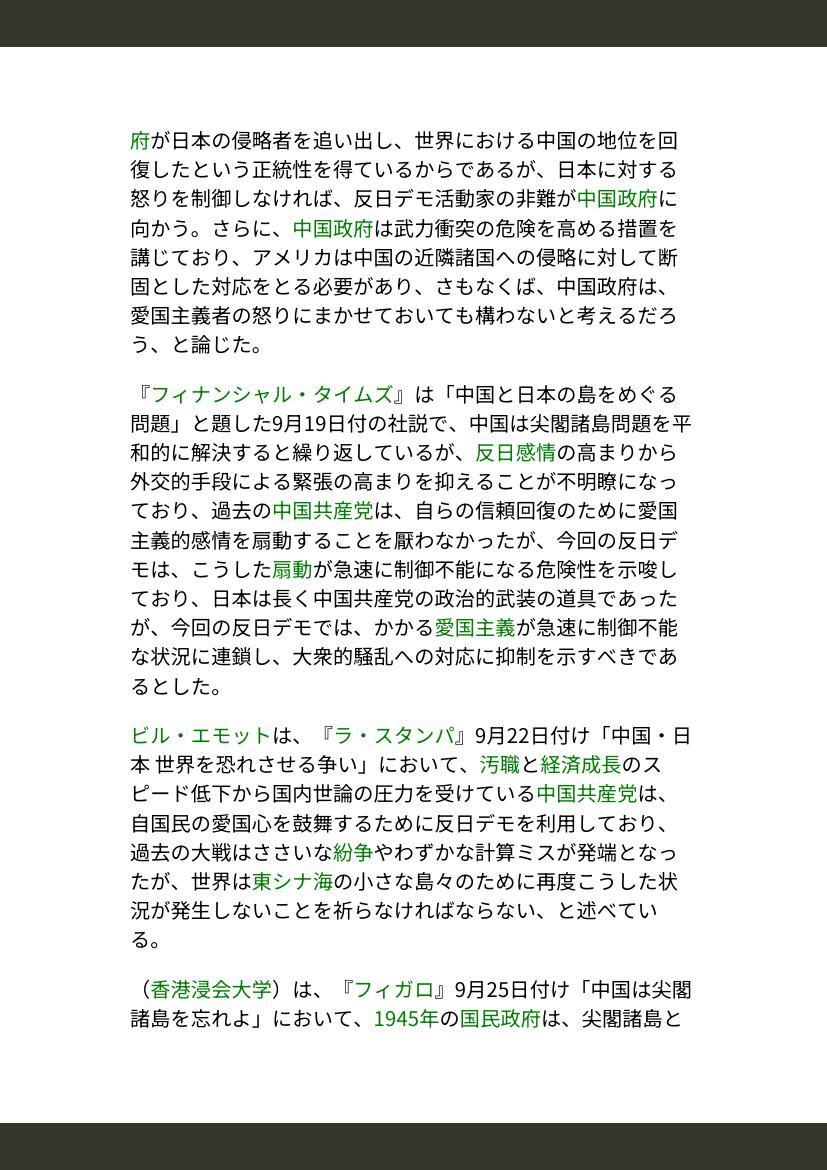 府が日本の侵略者を追い出し、世界における中国の地位を回
復したという正統性を得ているからであるが、日本に対する
怒りを制御しなければ、反日デモ活動家の非難が中国政府に
向かう。さらに、中国政府は武力衝突の危険を高める措置を
講じており、アメリカは中国の近隣諸国への侵略に対して断
固とした対応をとる必要があり、さもなくば、中国政府は、
愛国主義者の怒りにまかせておいても構わないと考えるだろ
う、と論じた。
『フィナンシャル・タイムズ』は「中国と日本の島をめぐる
問題」と題した9月19日付の社説で、中国は尖閣諸島問題を平
和的に解決すると繰り返しているが、反日感情の高まりから
外交的手段による緊張の高まりを抑えることが不明瞭になっ
ており、過去の中国共産党は、自らの信頼回復のために愛国
主義的感情を扇動することを厭わなかったが、今回の反日デ
モは、こうした扇動が急速に制御不能になる危険性を示唆し
ており、日本は長く中国共産党の政治的武装の道具であった
が、今回の反日デモでは、かかる愛国主義が急速に制御不能
な状況に連鎖し、大衆的騒乱への対応に抑制を示すべきであ
るとした。
ビル・エモットは、『ラ・スタンパ』9月22日付け「中国・日
本 世界を恐れさせる争い」において、汚職と経済成長のス
ピード低下から国内世論の圧力を受けている中国共産党は、
自国民の愛国心を鼓舞するために反日デモを利用しており、
過去の大戦はささいな紛争やわずかな計算ミスが発端となっ
たが、世界は東シナ海の小さな島々のために再度こうした状
況が発生しないことを祈らなければならない、と述べてい
る。
（香港浸会大学）は、『フィガロ』9月25日付け「中国は尖閣
諸島を忘れよ」において、1945年の国民政府は、尖閣諸島と